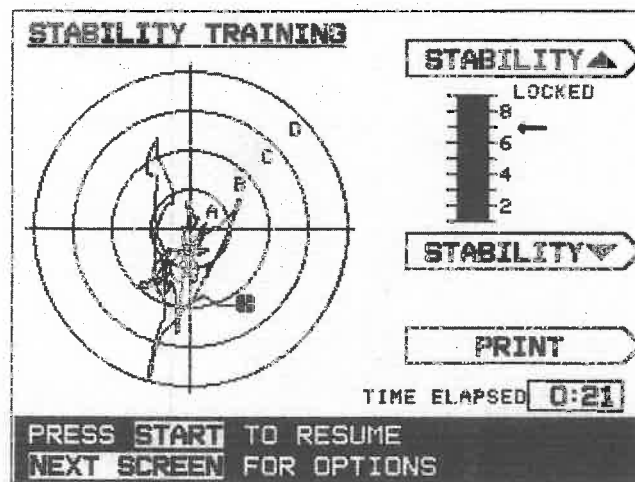 STABILITY TRAINING
STABILITY
LOCKED
8
6
4
2
D
C
B
A
STABILITY
PRINT
TIME ELAPSED 0:21
PRESS START TO RESUME
NEXT SCREEN FOR OPTIONS